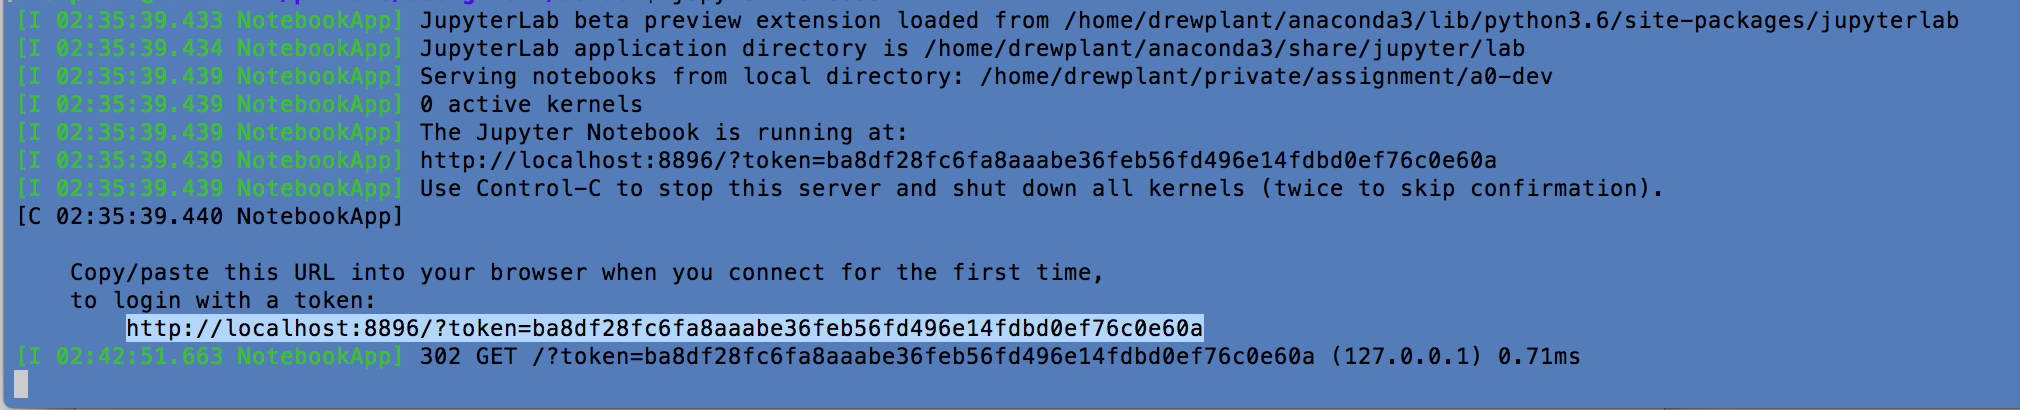 [I 02:35:39.433 NotebookApp] JupyterLab beta preview extension loaded from /home/drewplant/anaconda3/lib/python3.6/site-packages/jupyterlab
[I 02:35:39.434 NotebookApp] JupyterLab application directory is /home/drewplant/anaconda3/share/jupyter/lab
[I 02:35:39.439 NotebookApp] Serving notebooks from local directory: /home/drewplant/private/assignment/a0-dev
[I 02:35:39.439 NotebookApp] 0 active kernels
[I 02:35:39.439 NotebookApp] The Jupyter Notebook is running at:
[I 02:35:39.439 NotebookApp] http://localhost:8896/?token=ba8df28fc6fa8aaabe36feb56fd496e14fdbd0ef76c0e60a
[I 02:35:39.439 NotebookApp] Use Control-C to stop this server and shut down all kernels (twice to skip confirmation).
[C 02:35:39.440 NotebookApp]
Copy/paste this URL into your browser when you connect for the first time,
to login with a token:
http://localhost:8896/?token=ba8df28fc6fa8aaabe36feb56fd496e14fdbd0ef76c0e60a
[I 02:42:51.663 NotebookApp] 302 GET /?token=ba8df28fc6fa8aaabe36feb56fd496e14fdbd0ef76c0e60a (127.0.0.1) 0.71ms